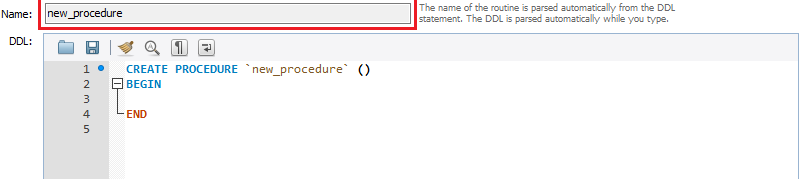 Name: new_procedure
The name of the routine is parsed automatically from the DDL
statement. The DDL is parsed automatically while you type.
DDL:
1 CREATE PROCEDURE `new_procedure` ()
2 BEGIN
3
4 END
5